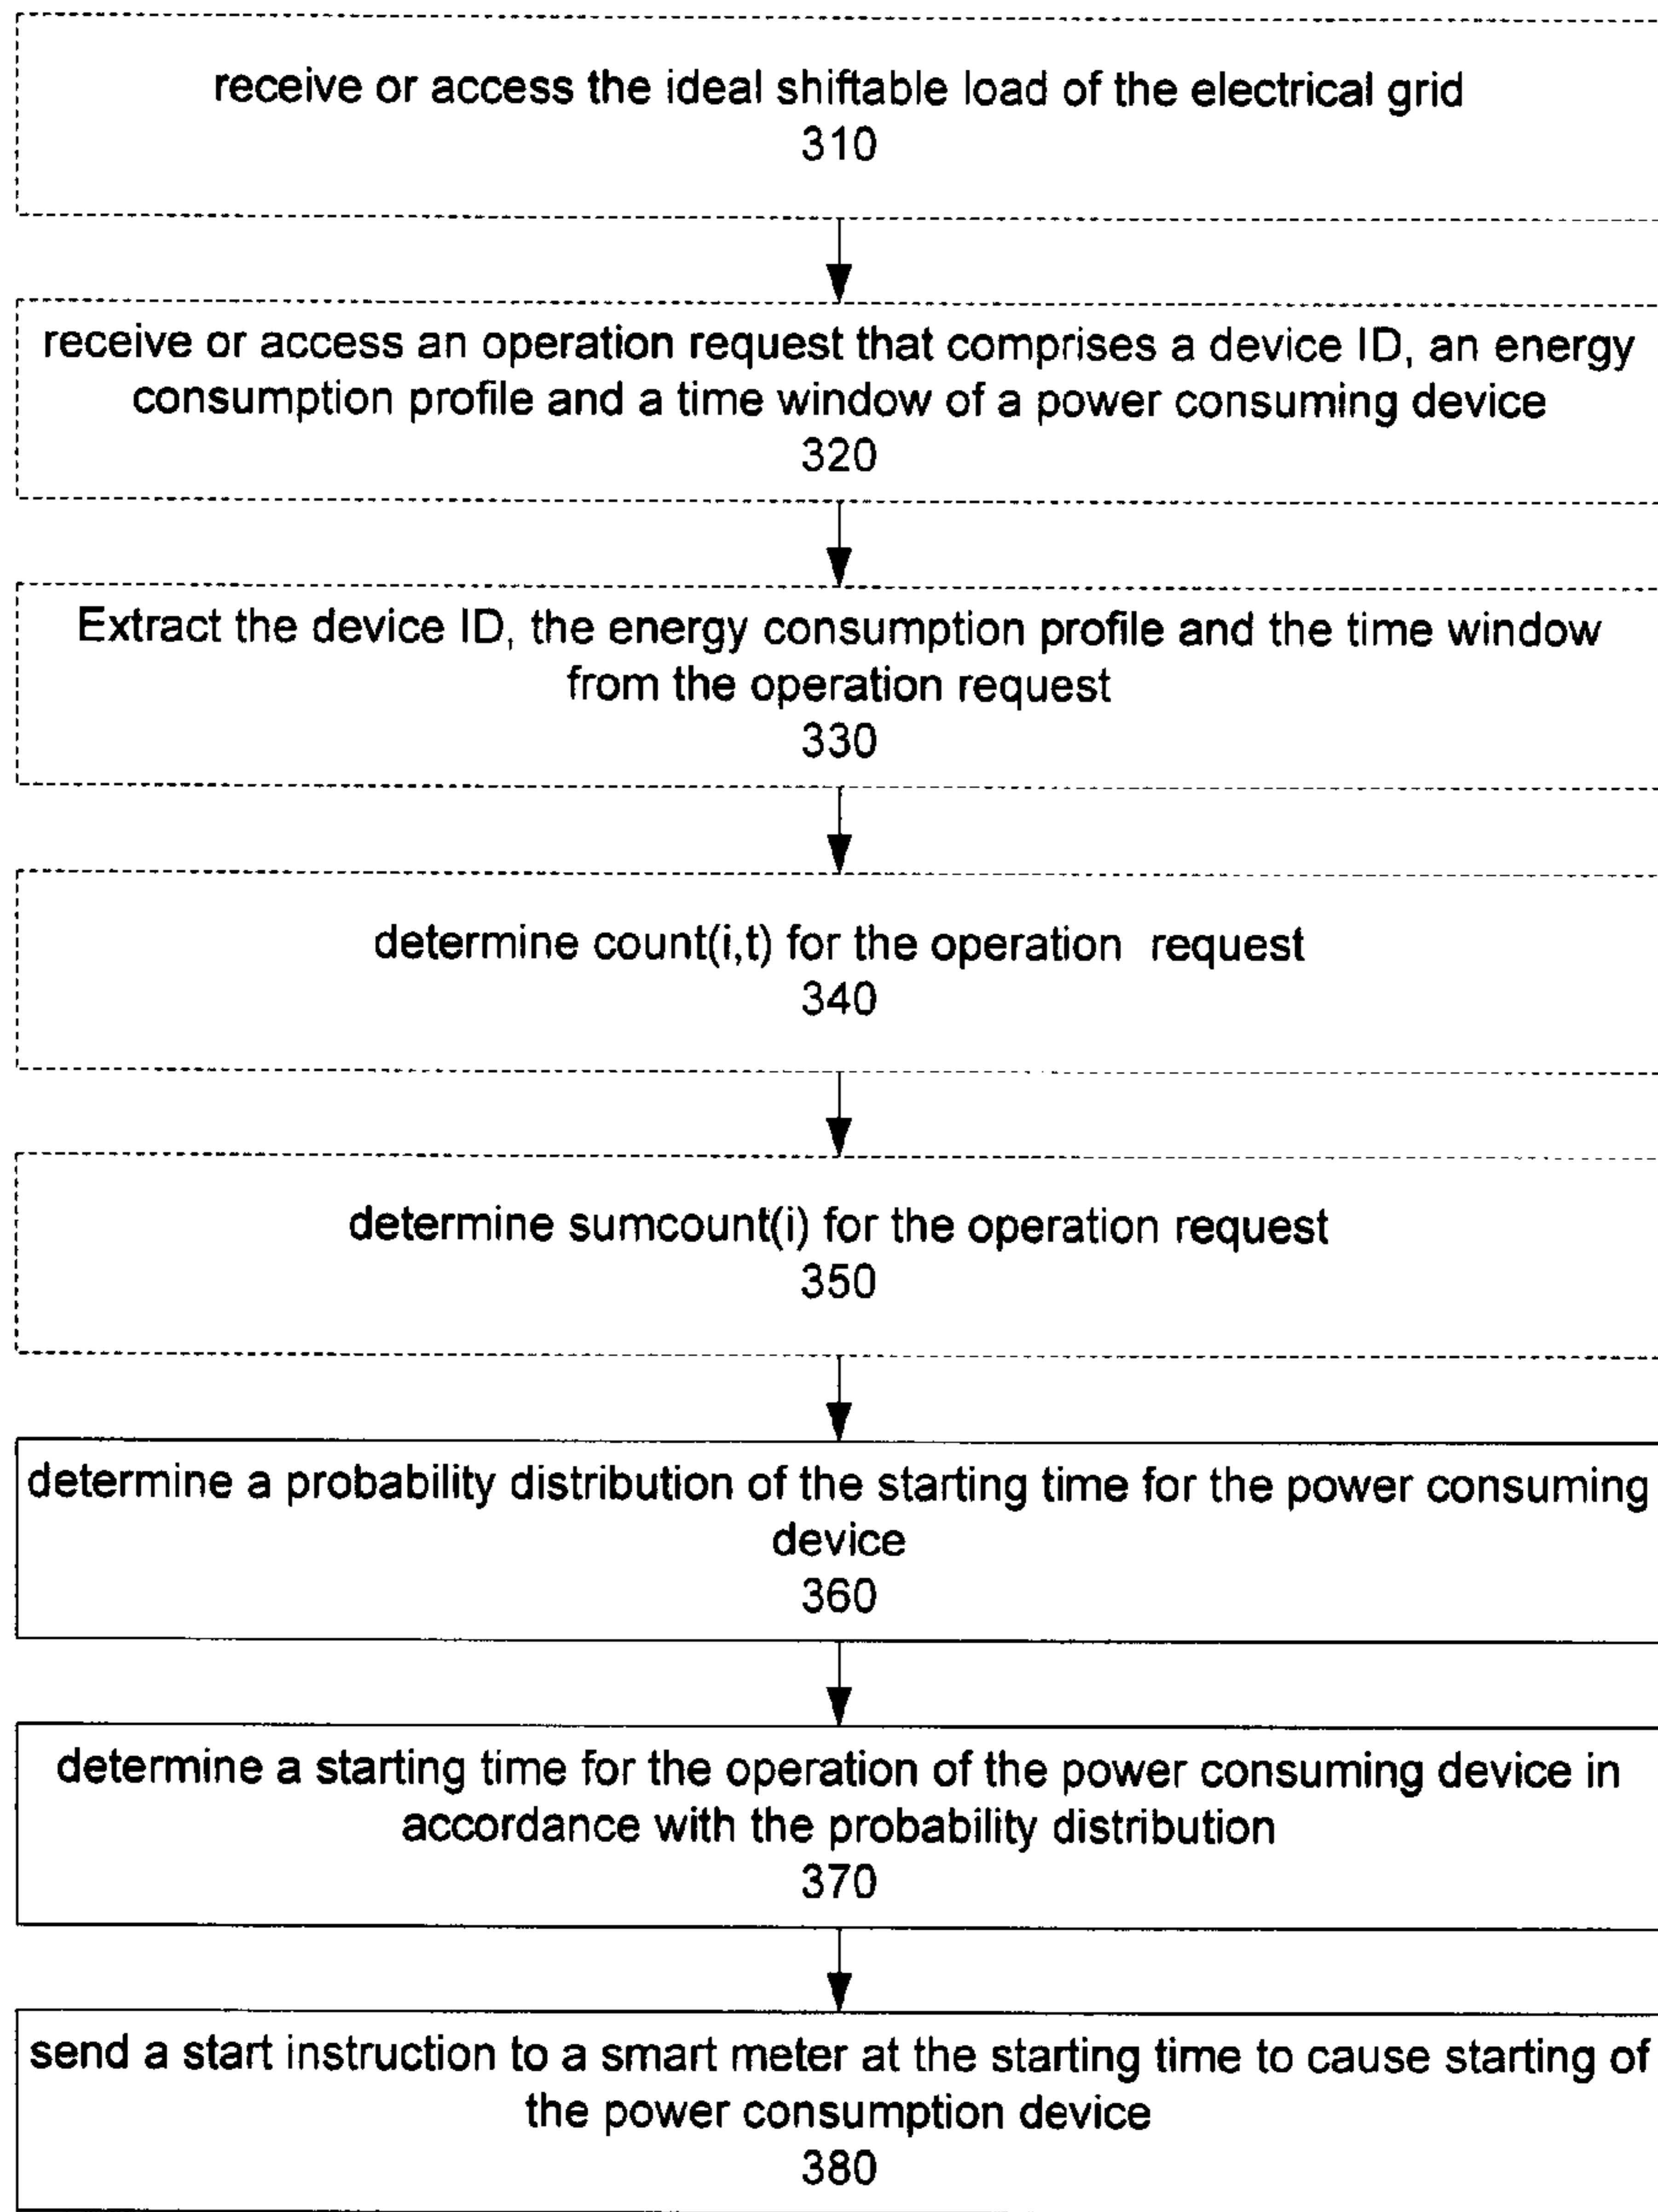 receive or access the ideal shiftable load of the electrical grid
310
receive or access an operation request that comprises a device ID, an energy
consumption profile and a time window of a power consuming device
320
Extract the device ID, the energy consumption profile and the time window
from the operation request
330
determine count(i,t) for the operation request
340
determine sumcount(i) for the operation request
350
determine a probability distribution of the starting time for the power consuming
device
360
determine a starting time for the operation of the power consuming device in
accordance with the probability distribution
370
send a start instruction to a smart meter at the starting time to cause starting of
the power consumption device
380